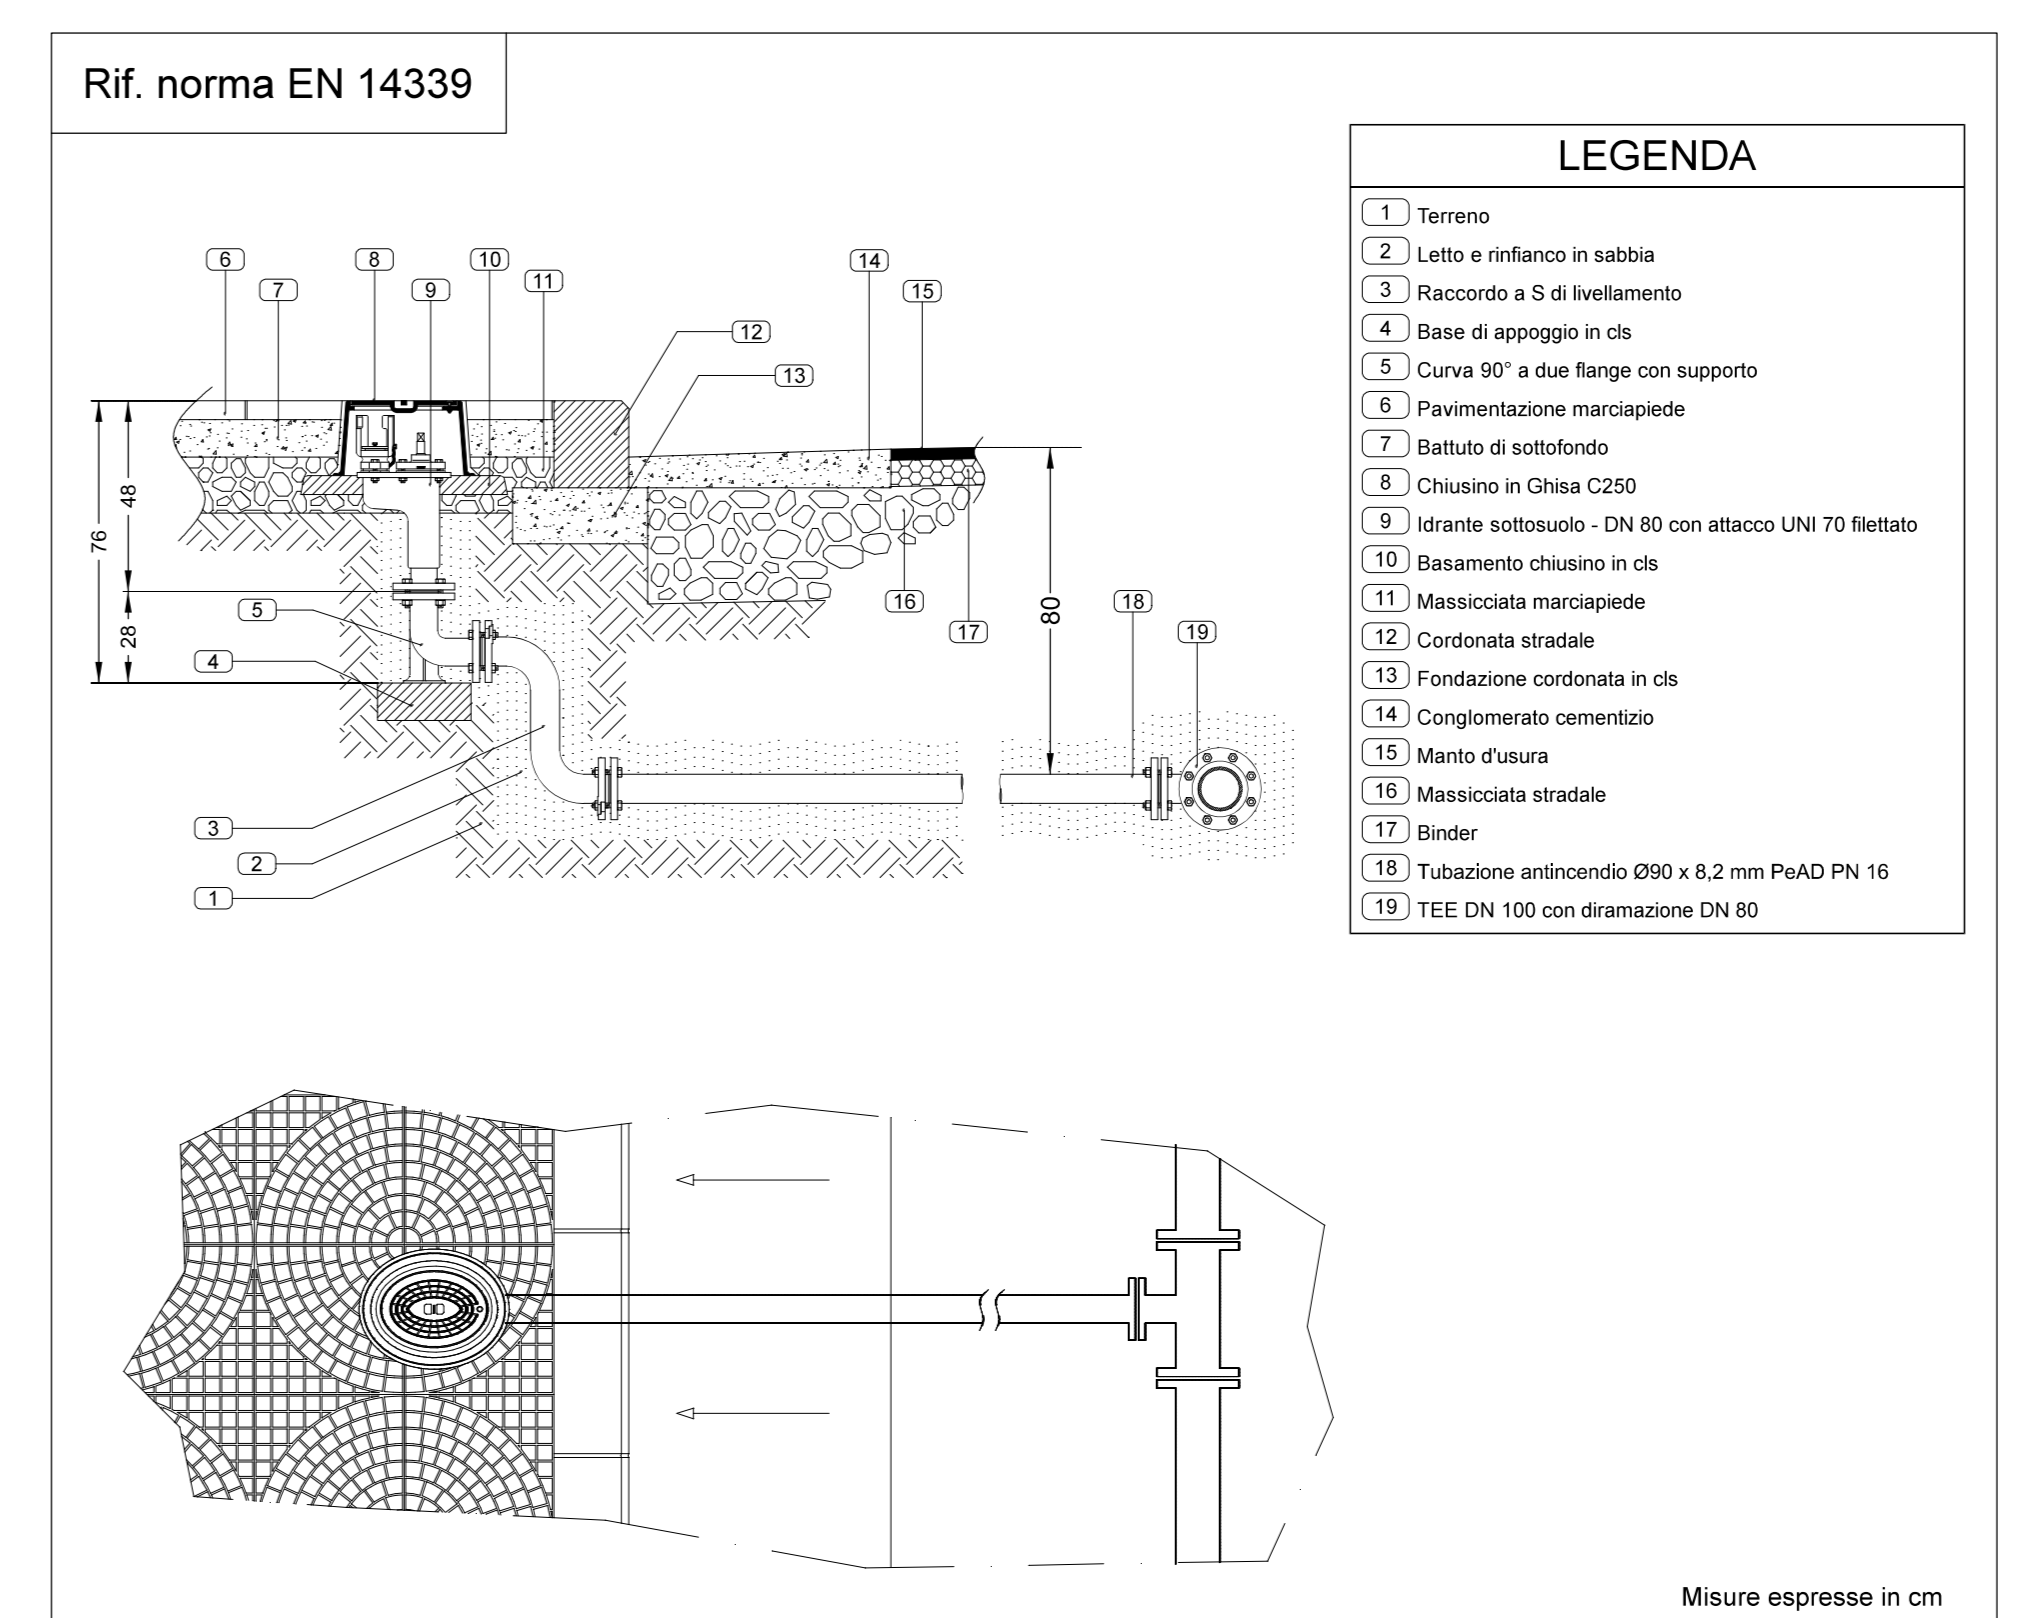 Rif. norma EN 14339
LEGENDA
1 Terreno
2 Letto e rinfianco in sabbia
3 Raccordo a S di livellamento
4 Base di appoggio in cls
5 Curva 90° a due flange con supporto
6 Pavimentazione marciapiede
7 Battuto di sottofondo
8 Chiusino in Ghisa C250
9 Idrante sottosuolo - DN 80 con attacco UNI 70 filettato
10 Basamento chiusino in cls
11 Massicciata marciapiede
12 Cordonata stradale
13 Fondazione cordonata in cls
14 Conglomerato cementizio
15 Manto d'usura
16 Massicciata stradale
17 Binder
18 Tubazione antincendio Ø90 x 8,2 mm PeAD PN 16
19 TEE DN 100 con diramazione DN 80
6
8
10
14
11
7
9
15
12
13
48
76
28
80
5
4
16
17
18
19
3
2
1
Misure espresse in cm